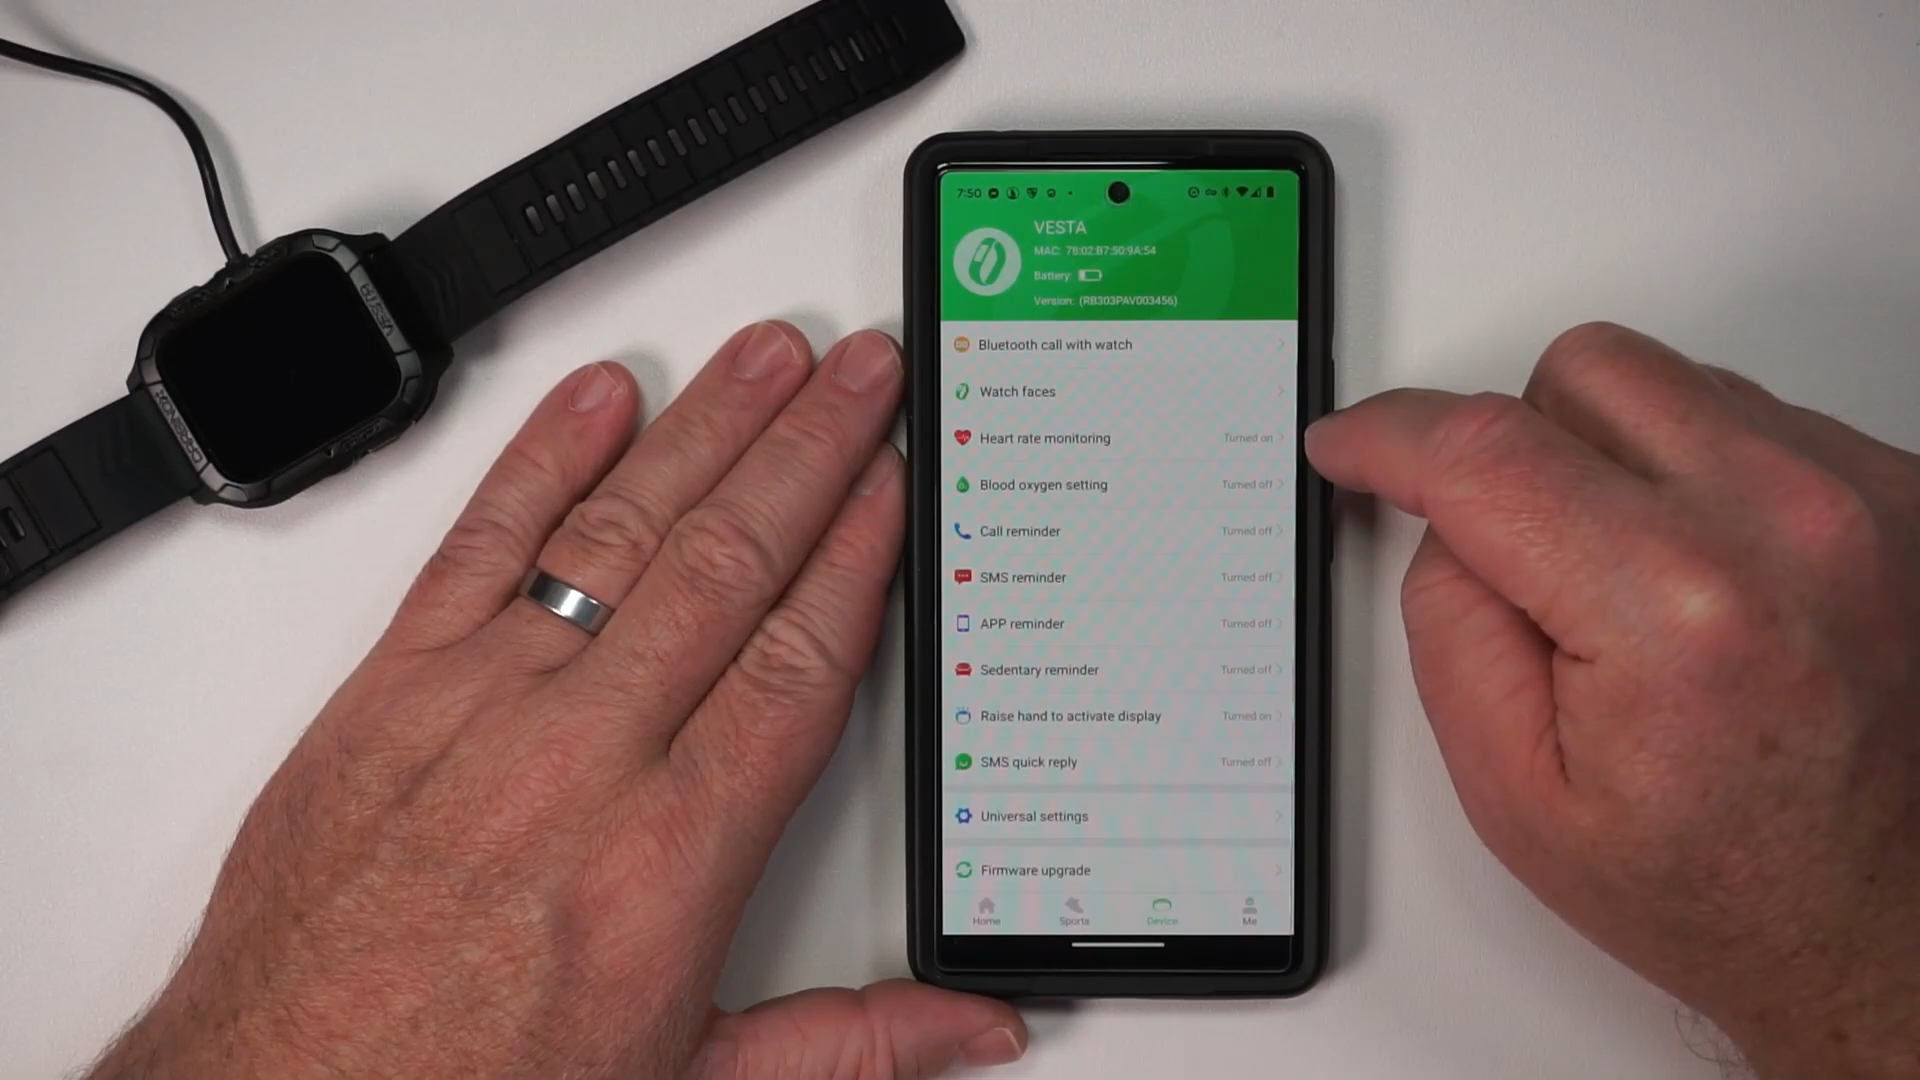 VESTA
CROSSNOR
7:50
VESTA
MAC: 78:02:B7:50:9A:54
Battery:
Version: (RB303PAV003456)
Bluetooth call with watch
Watch faces
Heart rate monitoring Turned on
Blood oxygen setting Turned off
Call reminder Turned off
SMS reminder Turned off
APP reminder Turned off
Sedentary reminder Turned off
Raise hand to activate display Turned on
SMS quick reply Turned off
Universal settings
Firmware upgrade
Home Sports Device Me